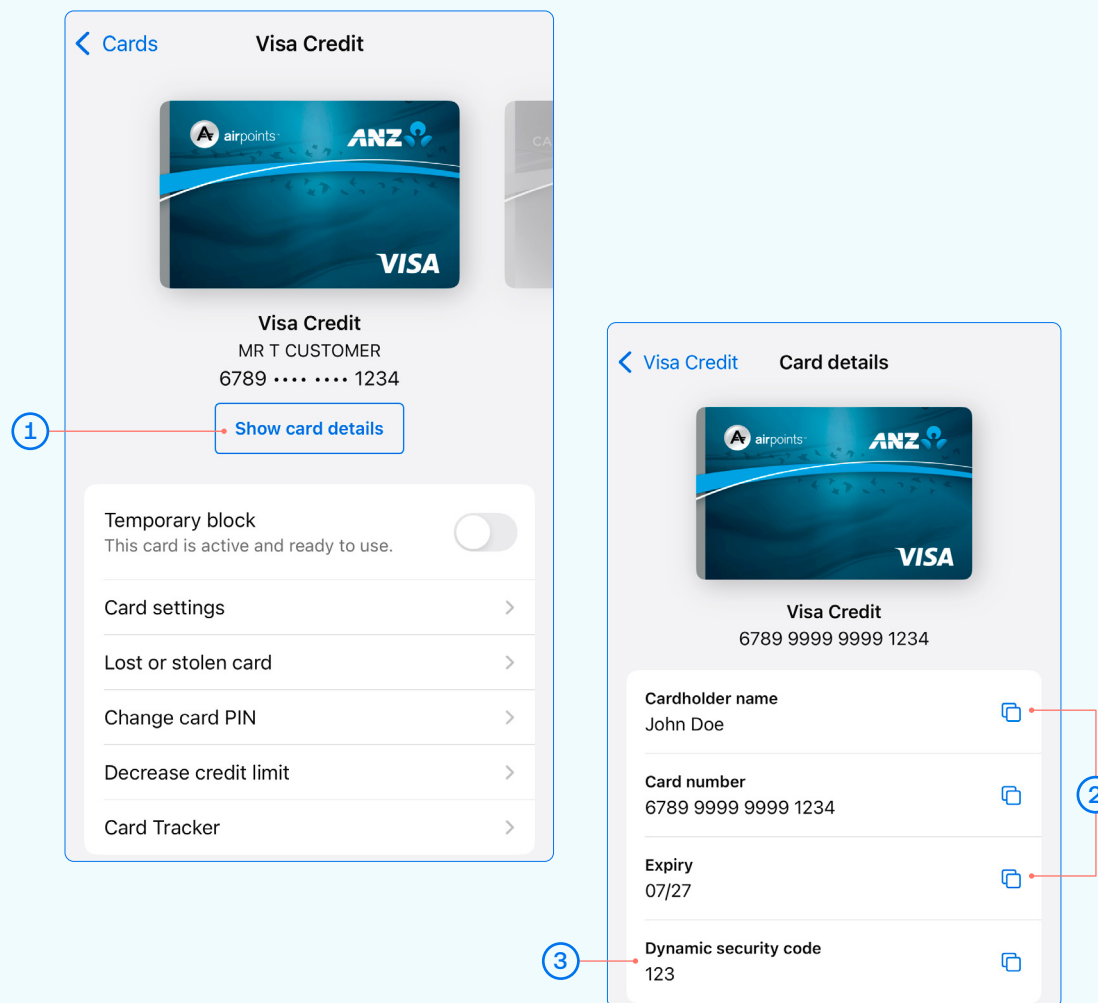 Cards
Visa Credit
airpoints™
ANZ
CA
VISA
Visa Credit
MR T CUSTOMER
6789 •••• •••• 1234
1
Show card details
Temporary block
This card is active and ready to use.
Card settings
Lost or stolen card
Change card PIN
Decrease credit limit
Card Tracker
Visa Credit
Card details
airpoints™
ANZ
VISA
Visa Credit
6789 9999 9999 1234
Cardholder name
John Doe
Card number
6789 9999 9999 1234
2
Expiry
07/27
3
Dynamic security code
123